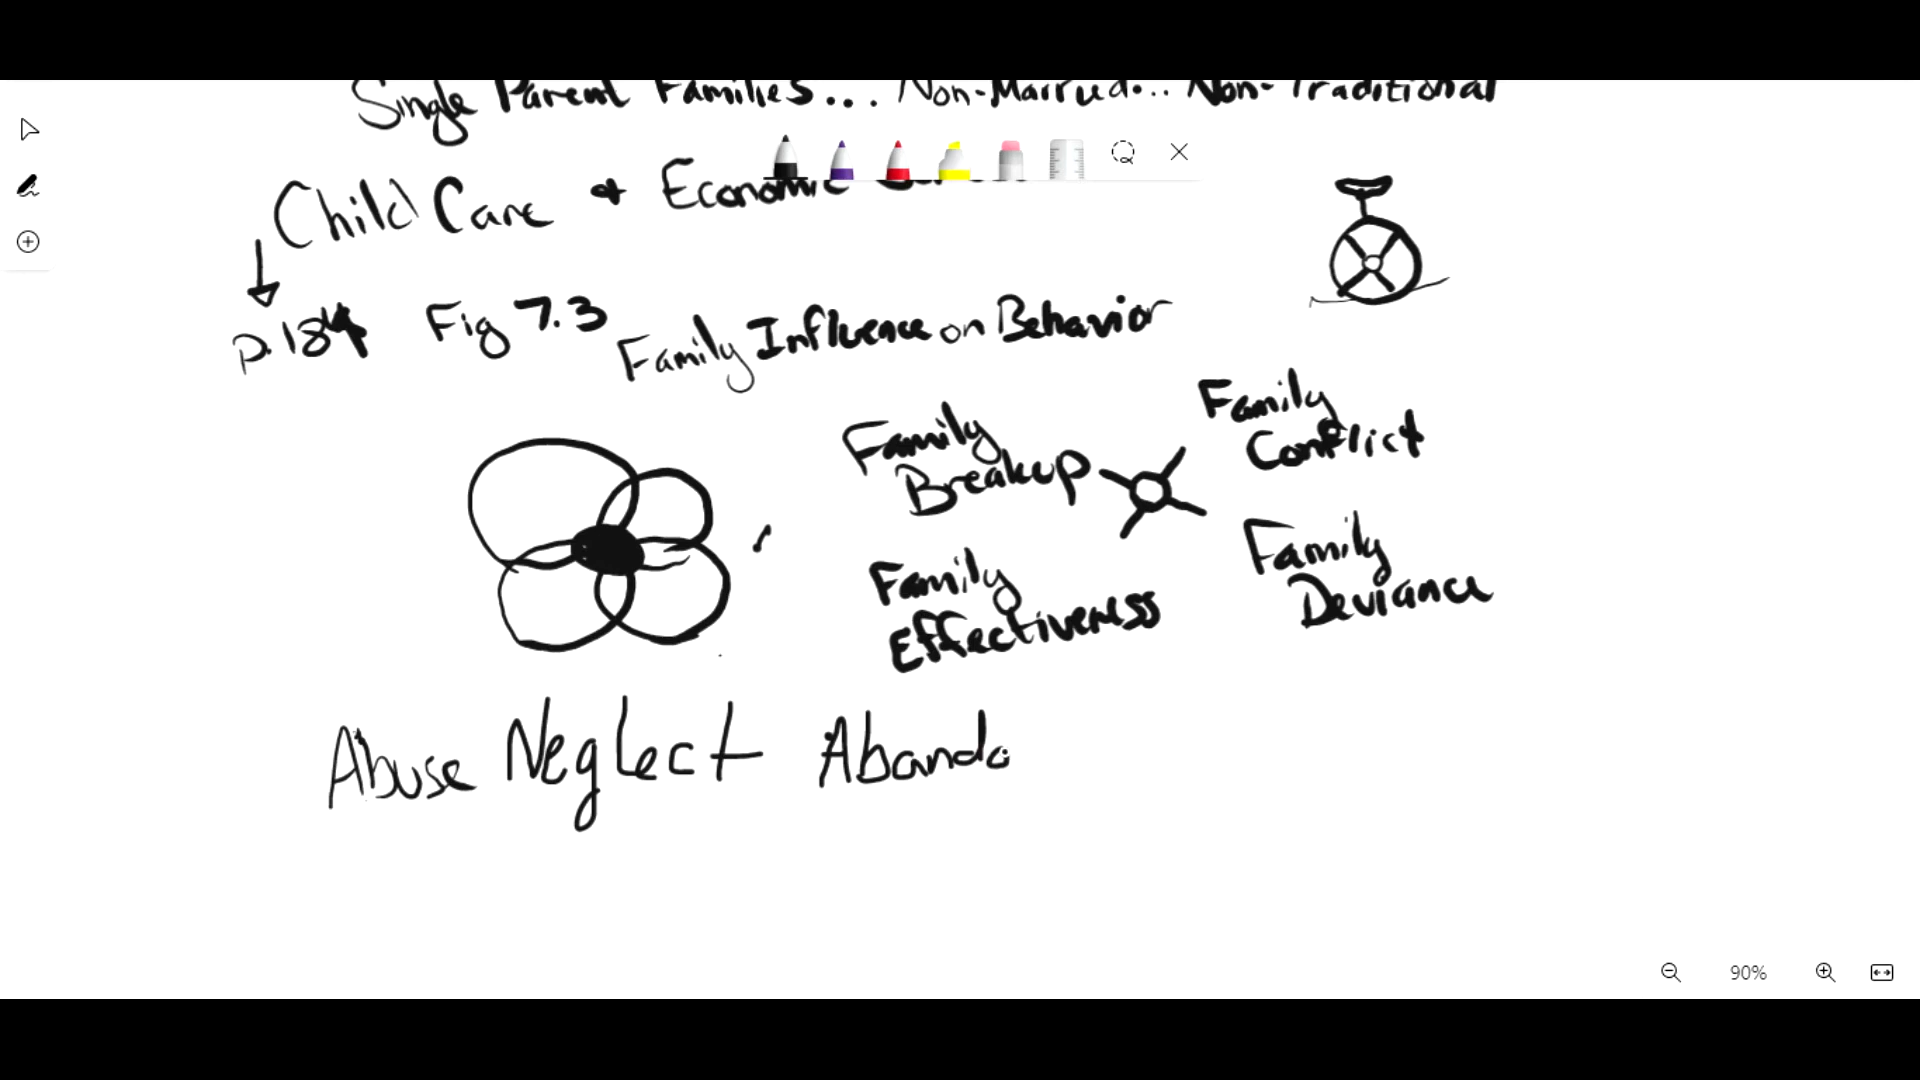 Single Parent Families... Non-Married... Non-Traditional
Child Care & Economic
p.184 Fig 7.3
Family Influence on Behavior
Family Breakup
Family Conflict
Family Effectiveness
Family Deviance
Abuse Neglect Abando
90%